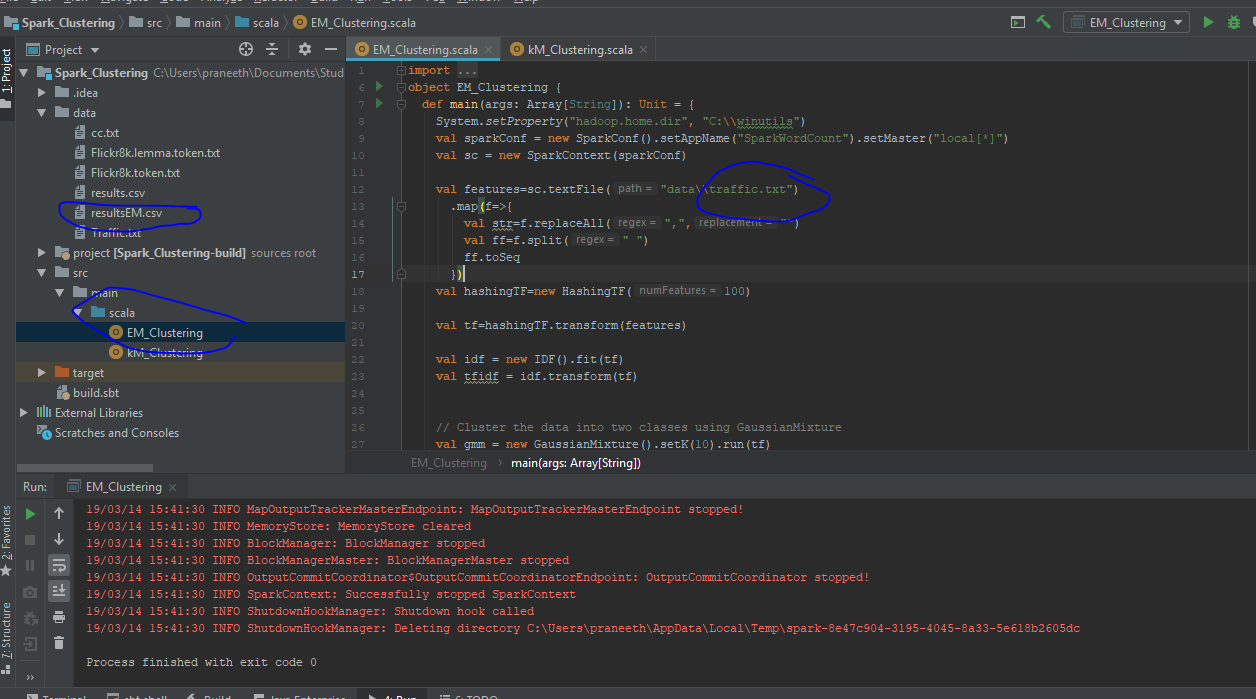 Spark_Clustering src main scala EM_Clustering.scala EM_Clustering
1: Project
Project EM_Clustering.scala kM_Clustering.scala
Spark_Clustering C:\Users\praneeth\Documents\Stud
.idea
data
cc.txt
Flickr8k.lemma.token.txt
Flickr8k.token.txt
results.csv
resultsEM.csv
Traffic.txt
project [Spark_Clustering-build] sources root
src
main
scala
EM_Clustering
kM_Clustering
target
build.sbt
External Libraries
Scratches and Consoles
1 import ...
6 object EM_Clustering {
7 def main(args: Array[String]): Unit = {
8 System.setProperty("hadoop.home.dir", "C:\\winutils")
9 val sparkConf = new SparkConf().setAppName("SparkWordCount").setMaster("local[*]")
10 val sc = new SparkContext(sparkConf)
11
12 val features=sc.textFile( path = "data\\traffic.txt")
13 .map(f=>{
14 val str=f.replaceAll( regex = ",", replacement = "")
15 val ff=f.split( regex = " ")
16 ff.toSeq
17 })
18 val hashingTF=new HashingTF( numFeatures = 100)
19
20 val tf=hashingTF.transform(features)
21
22 val idf = new IDF().fit(tf)
23 val tfidf = idf.transform(tf)
24
25
26 // Cluster the data into two classes using GaussianMixture
27 val gmm = new GaussianMixture().setK(10).run(tf)
EM_Clustering main(args: Array[String])
Run: EM_Clustering
19/03/14 15:41:30 INFO MapOutputTrackerMasterEndpoint: MapOutputTrackerMasterEndpoint stopped!
19/03/14 15:41:30 INFO MemoryStore: MemoryStore cleared
19/03/14 15:41:30 INFO BlockManager: BlockManager stopped
19/03/14 15:41:30 INFO BlockManagerMaster: BlockManagerMaster stopped
19/03/14 15:41:30 INFO OutputCommitCoordinator$OutputCommitCoordinatorEndpoint: OutputCommitCoordinator stopped!
19/03/14 15:41:30 INFO SparkContext: Successfully stopped SparkContext
19/03/14 15:41:30 INFO ShutdownHookManager: Shutdown hook called
19/03/14 15:41:30 INFO ShutdownHookManager: Deleting directory C:\Users\praneeth\AppData\Local\Temp\spark-8e47c904-3195-4045-8a33-5e618b2605dc
Process finished with exit code 0
2: Favorites
7: Structure
Terminal sbt shell Build Java Enterprise 4: Run 6: TODO